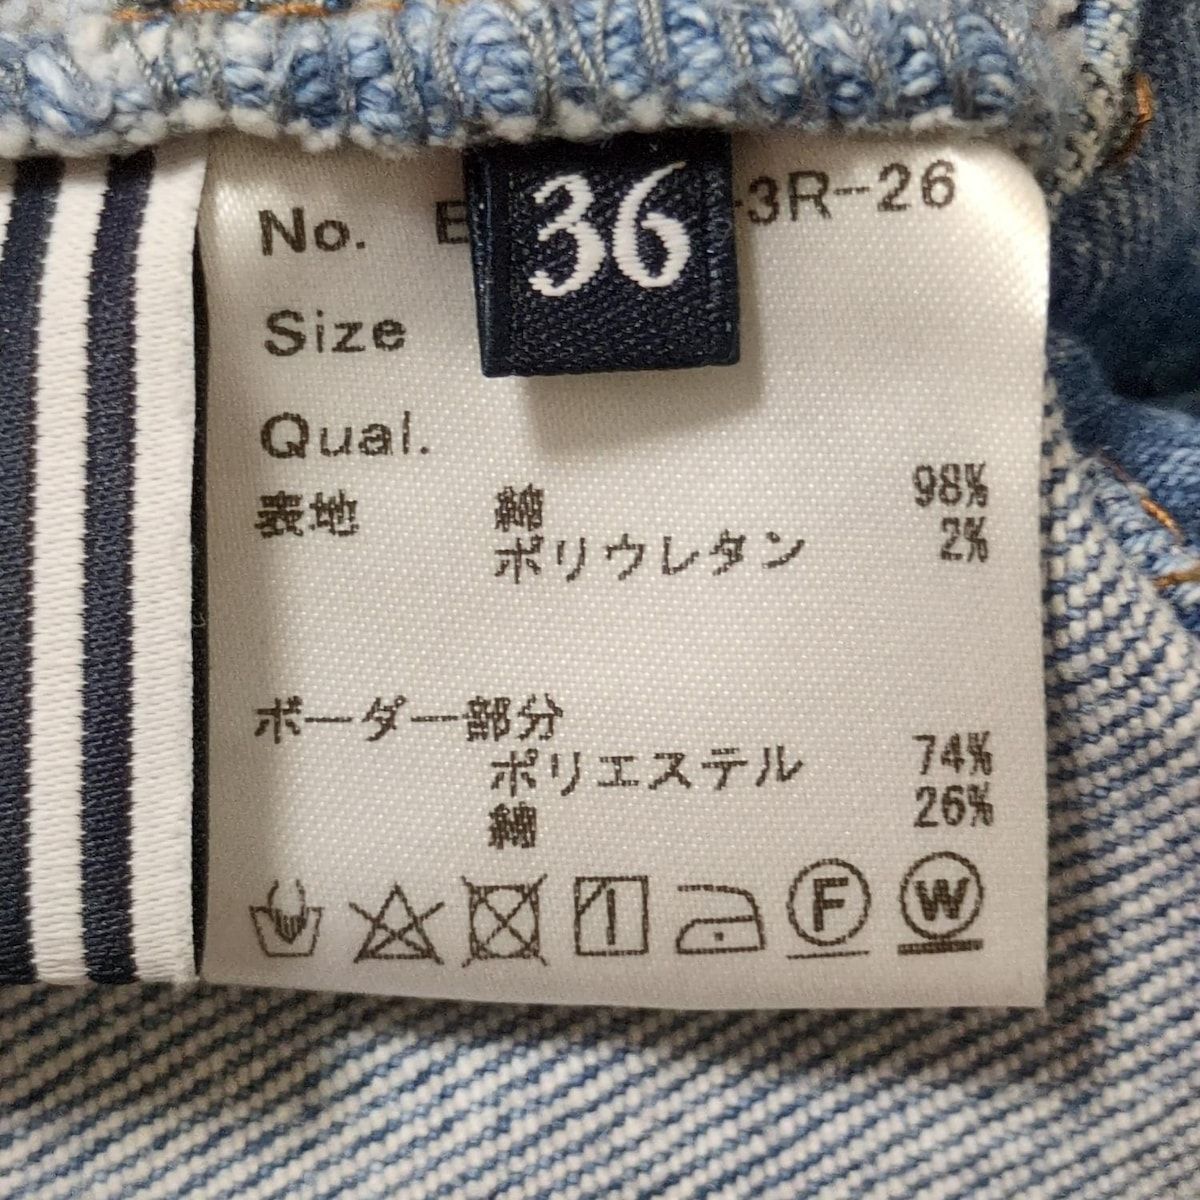 No. 3R-26
36
Size
Qual.
表地 綿 98%
ポリウレタン 2%
ボーダー部分
ポリエステル 74%
綿 26%
F W